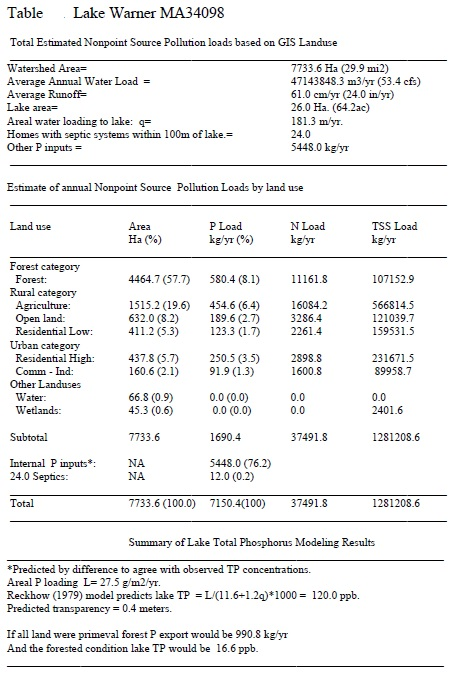 Table . Lake Warner MA34098
Total Estimated Nonpoint Source Pollution loads based on GIS Landuse
Watershed Area= 7733.6 Ha (29.9 mi2)
Average Annual Water Load = 47143848.3 m3/yr (53.4 cfs)
Average Runoff= 61.0 cm/yr (24.0 in/yr)
Lake area= 26.0 Ha. (64.2ac)
Areal water loading to lake: q= 181.3 m/yr.
Homes with septic systems within 100m of lake.= 24.0
Other P inputs = 5448.0 kg/yr
Estimate of annual Nonpoint Source Pollution Loads by land use
Land use Area P Load N Load TSS Load
Ha (%) kg/yr (%) kg/yr kg/yr
Forest category
Forest: 4464.7 (57.7) 580.4 (8.1) 11161.8 107152.9
Rural category
Agriculture: 1515.2 (19.6) 454.6 (6.4) 16084.2 566814.5
Open land: 632.0 (8.2) 189.6 (2.7) 3286.4 121039.7
Residential Low: 411.2 (5.3) 123.3 (1.7) 2261.4 159531.5
Urban category
Residential High: 437.8 (5.7) 250.5 (3.5) 2898.8 231671.5
Comm - Ind: 160.6 (2.1) 91.9 (1.3) 1600.8 89958.7
Other Landuses
Water: 66.8 (0.9) 0.0 (0.0) 0.0 0.0
Wetlands: 45.3 (0.6) 0.0 (0.0) 0.0 2401.6
Subtotal 7733.6 1690.4 37491.8 1281208.6
Internal P inputs*: NA 5448.0 (76.2)
24.0 Septics: NA 12.0 (0.2)
Total 7733.6 (100.0) 7150.4(100) 37491.8 1281208.6
Summary of Lake Total Phosphorus Modeling Results
*Predicted by difference to agree with observed TP concentrations.
Areal P loading L= 27.5 g/m2/yr.
Reckhow (1979) model predicts lake TP = L/(11.6+1.2q)*1000 = 120.0 ppb.
Predicted transparency = 0.4 meters.
If all land were primeval forest P export would be 990.8 kg/yr
And the forested condition lake TP would be 16.6 ppb.